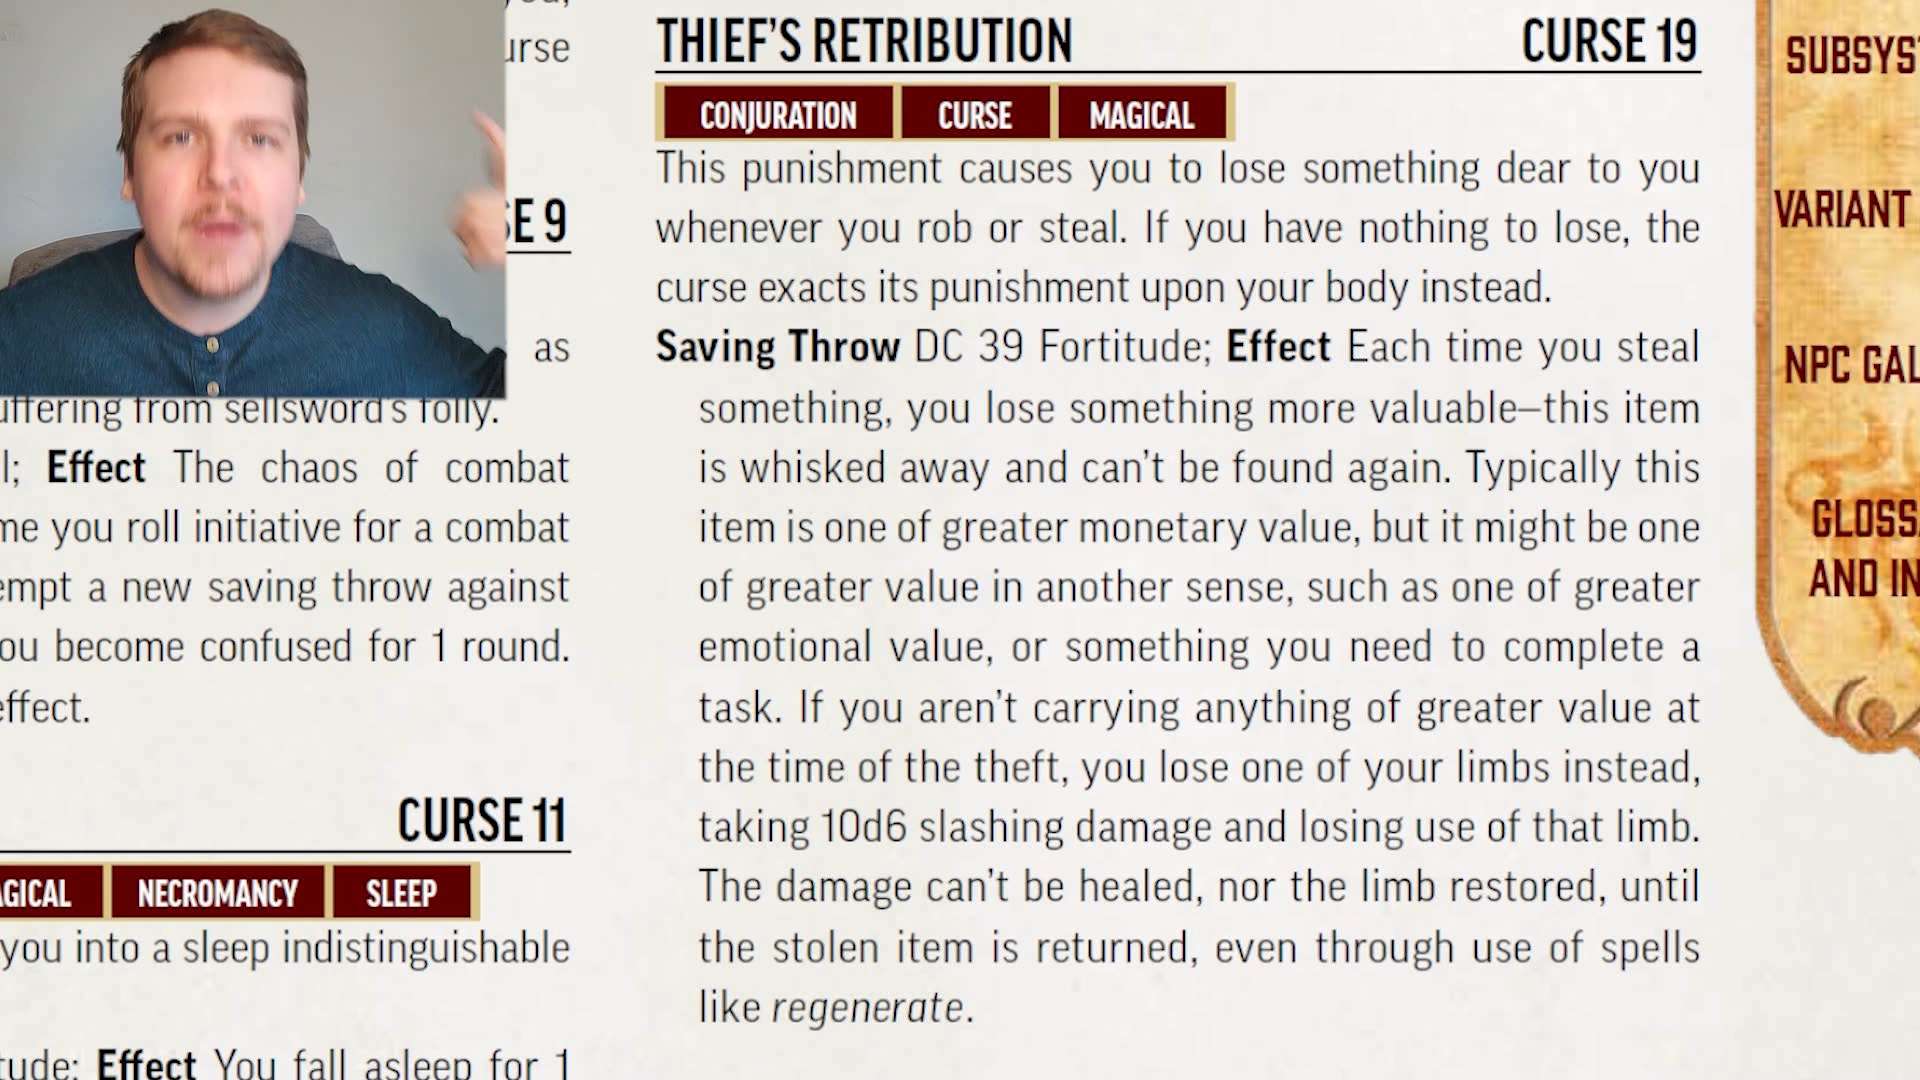 urse
E 9
as
uffering from sellsword's folly.
l; Effect The chaos of combat
me you roll initiative for a combat
empt a new saving throw against
ou become confused for 1 round.
effect.
CURSE 11
AGICAL NECROMANCY SLEEP
you into a sleep indistinguishable
tude; Effect You fall asleep for 1
THIEF'S RETRIBUTION CURSE 19
CONJURATION CURSE MAGICAL
This punishment causes you to lose something dear to you
whenever you rob or steal. If you have nothing to lose, the
curse exacts its punishment upon your body instead.
Saving Throw DC 39 Fortitude; Effect Each time you steal
something, you lose something more valuable—this item
is whisked away and can't be found again. Typically this
item is one of greater monetary value, but it might be one
of greater value in another sense, such as one of greater
emotional value, or something you need to complete a
task. If you aren't carrying anything of greater value at
the time of the theft, you lose one of your limbs instead,
taking 10d6 slashing damage and losing use of that limb.
The damage can't be healed, nor the limb restored, until
the stolen item is returned, even through use of spells
like regenerate.
SUBSYST
VARIANT
NPC GAL
GLOSS
AND IN